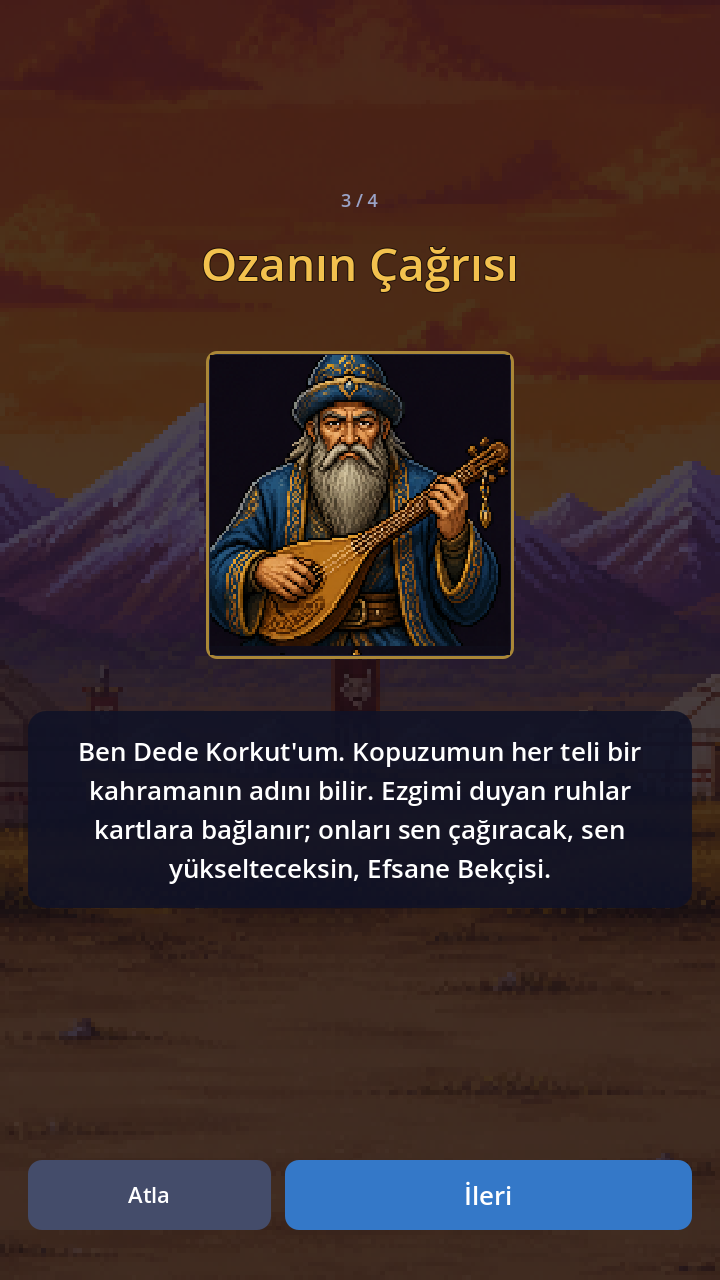 3 / 4
Ozanın Çağrısı
Ben Dede Korkut'um. Kopuzumun her teli bir
kahramanın adını bilir. Ezgimi duyan ruhlar
kartlara bağlanır; onları sen çağıracak, sen
yükselteceksin, Efsane Bekçisi.
Atla
İleri